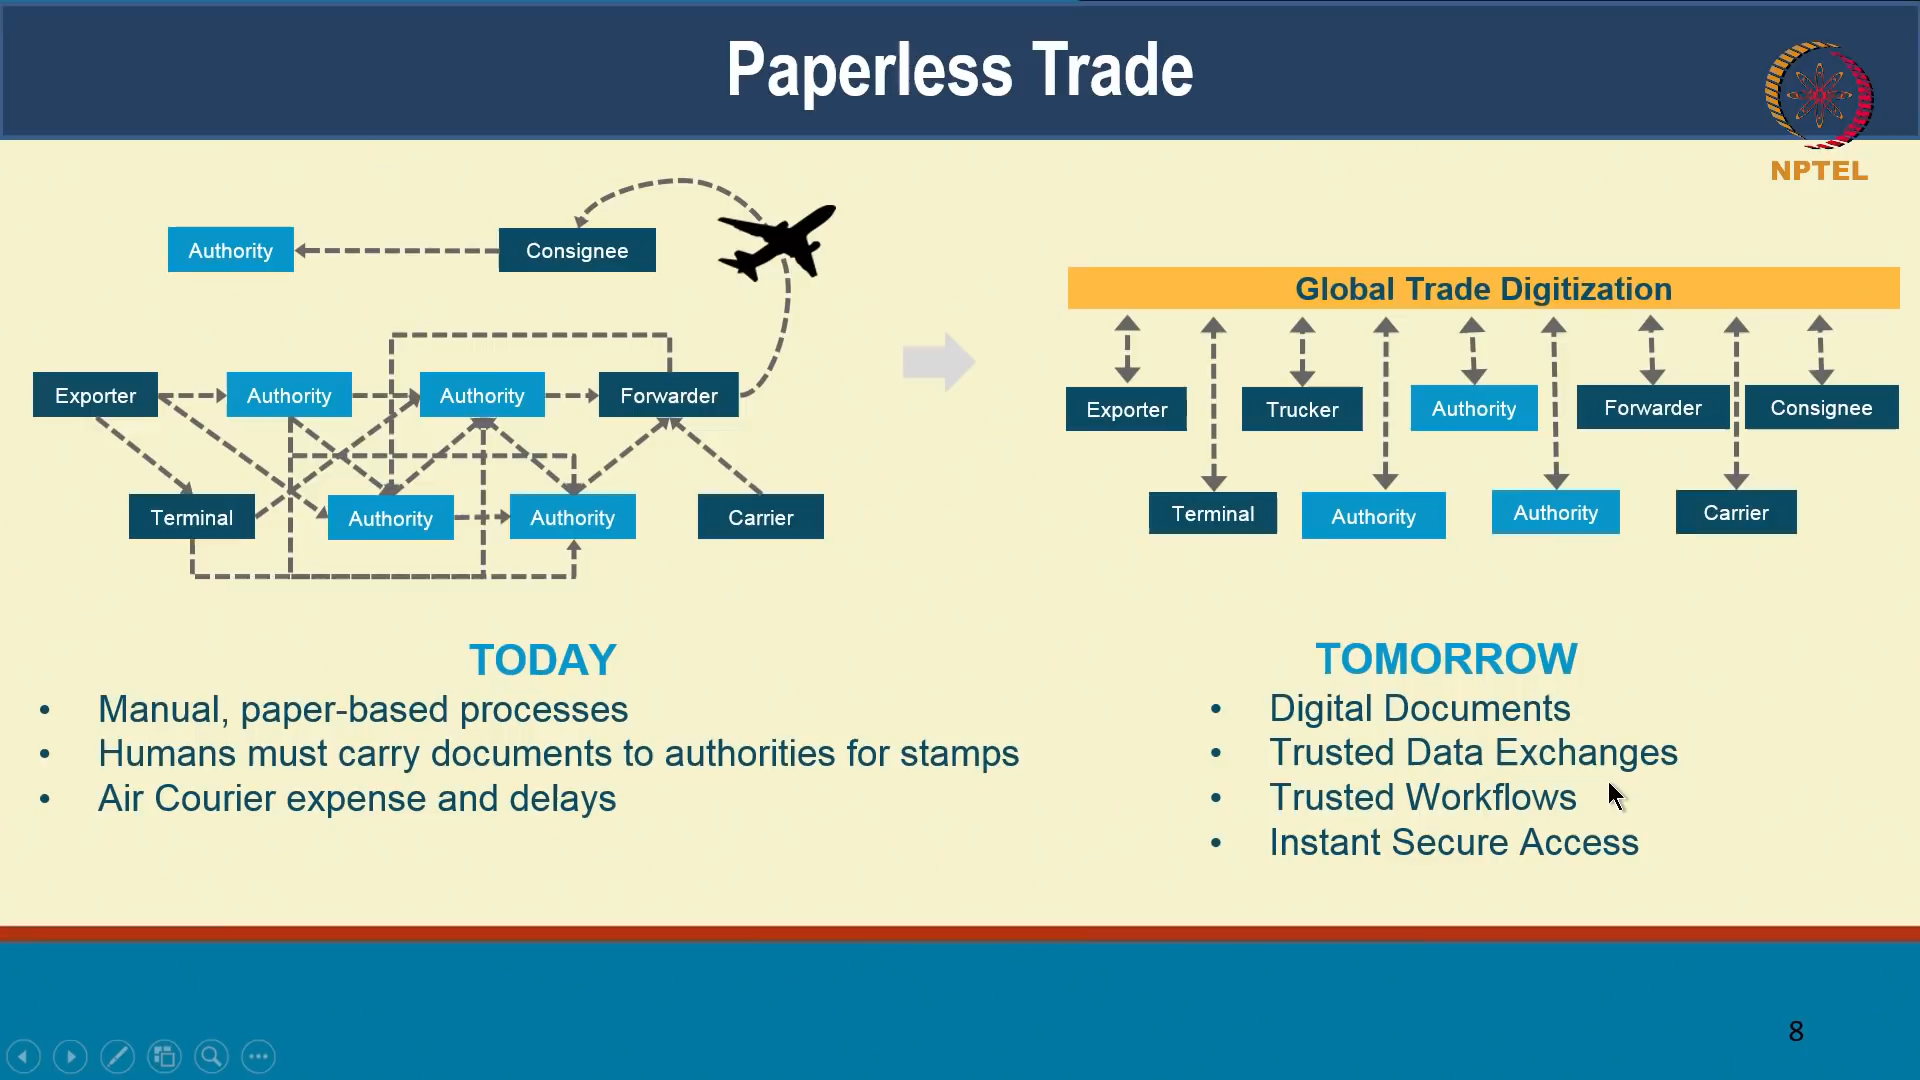 Paperless Trade
NPTEL
Authority
Consignee
Exporter
Authority
Authority
Forwarder
Terminal
Authority
Authority
Carrier
Global Trade Digitization
Exporter
Trucker
Authority
Forwarder
Consignee
Terminal
Authority
Authority
Carrier
TODAY
• Manual, paper-based processes
• Humans must carry documents to authorities for stamps
• Air Courier expense and delays
TOMORROW
• Digital Documents
• Trusted Data Exchanges
• Trusted Workflows
• Instant Secure Access
8